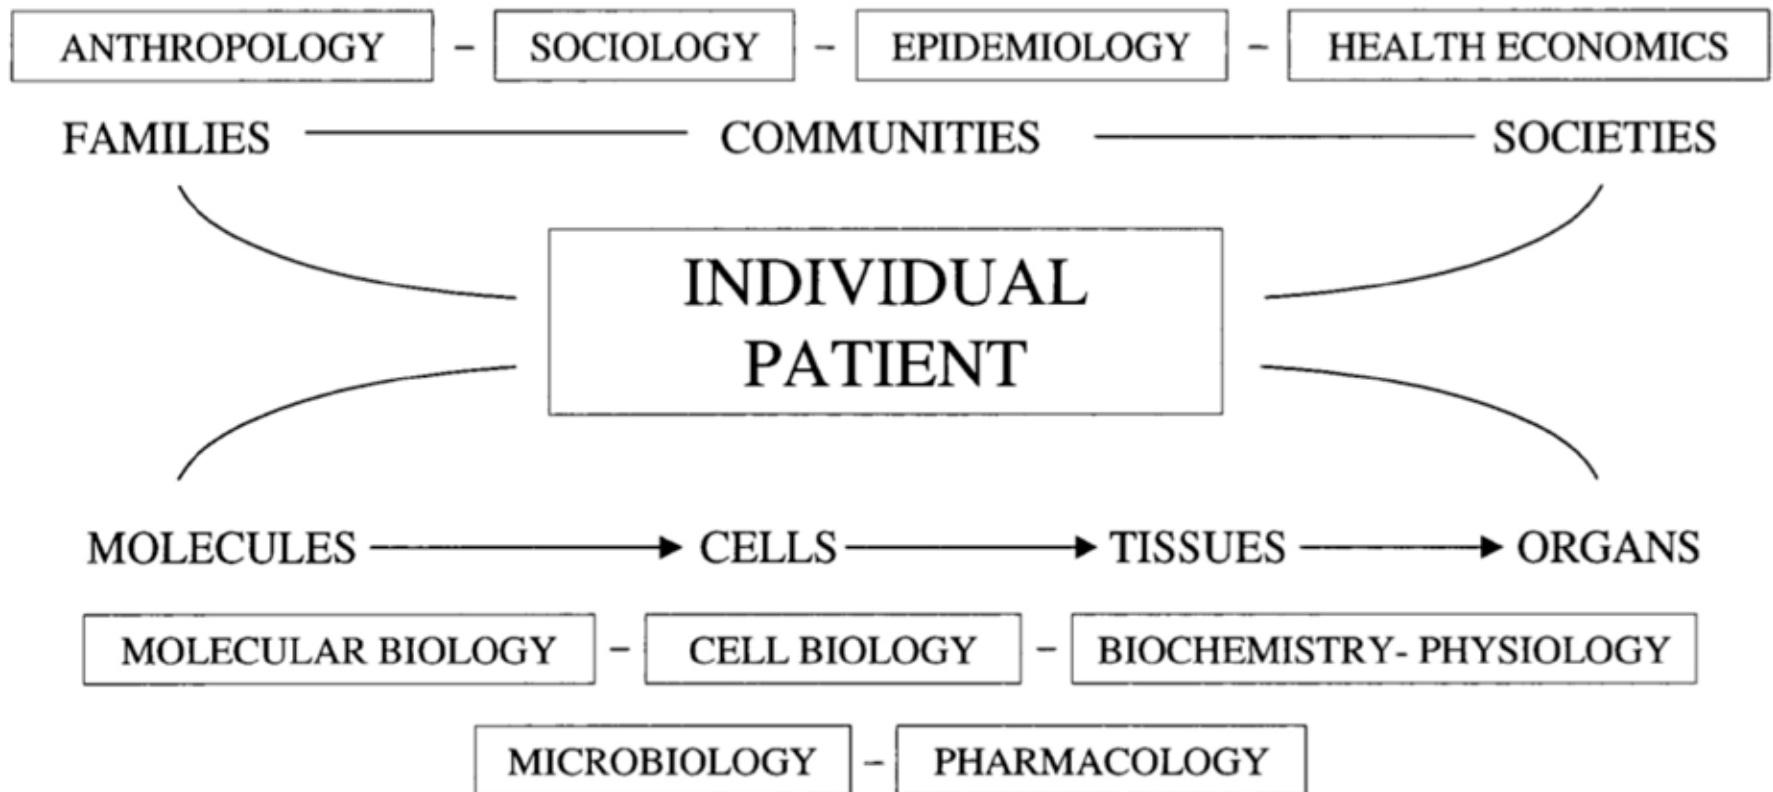 ANTHROPOLOGY – SOCIOLOGY – EPIDEMIOLOGY – HEALTH ECONOMICS
FAMILIES COMMUNITIES SOCIETIES
INDIVIDUAL
PATIENT
MOLECULES CELLS TISSUES ORGANS
MOLECULAR BIOLOGY – CELL BIOLOGY – BIOCHEMISTRY- PHYSIOLOGY
MICROBIOLOGY – PHARMACOLOGY